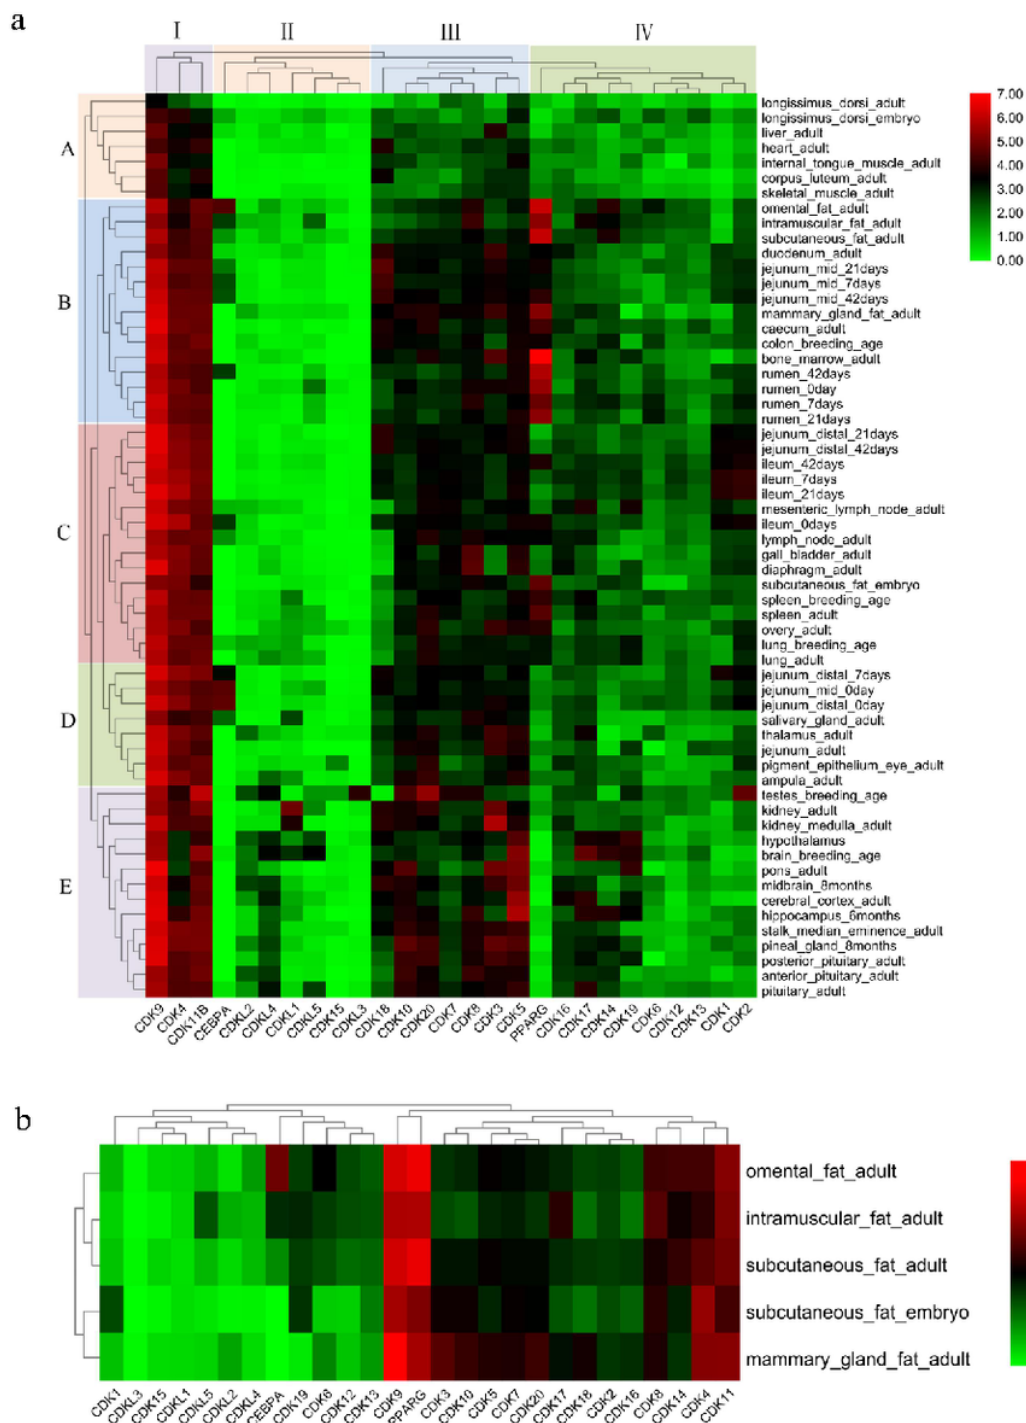 a
I II III IV
A
B
C
D
E
longissimus_dorsi_adult
longissimus_dorsi_embryo
liver_adult
heart_adult
internal_tongue_muscle_adult
corpus_luteum_adult
skeletal_muscle_adult
omental_fat_adult
intramuscular_fat_adult
subcutaneous_fat_adult
duodenum_adult
jejunum_mid_21days
jejunum_mid_7days
jejunum_mid_42days
mammary_gland_fat_adult
caecum_adult
colon_breeding_age
bone_marrow_adult
rumen_42days
rumen_0day
rumen_7days
rumen_21days
jejunum_distal_21days
jejunum_distal_42days
ileum_42days
ileum_7days
ileum_21days
mesenteric_lymph_node_adult
ileum_0days
lymph_node_adult
gall_bladder_adult
diaphragm_adult
subcutaneous_fat_embryo
spleen_breeding_age
spleen_adult
overy_adult
lung_breeding_age
lung_adult
jejunum_distal_7days
jejunum_mid_0day
jejunum_distal_0day
salivary_gland_adult
thalamus_adult
jejunum_adult
pigment_epithelium_eye_adult
ampula_adult
testes_breeding_age
kidney_adult
kidney_medulla_adult
hypothalamus
brain_breeding_age
pons_adult
midbrain_8months
cerebral_cortex_adult
hippocampus_6months
stalk_median_eminence_adult
pineal_gland_8months
posterior_pituitary_adult
anterior_pituitary_adult
pituitary_adult
7.00
6.00
5.00
4.00
3.00
2.00
1.00
0.00
CDK9 CDK4 CDK11B CEBPA CDKL2 CDKL4 CDKL1 CDKL5 CDK15 CDKL3 CDK18 CDK10 CDK20 CDK7 CDK8 CDK3 CDK5 PPARG CDK16 CDK17 CDK14 CDK19 CDK6 CDK12 CDK13 CDK1 CDK2
b
omental_fat_adult
intramuscular_fat_adult
subcutaneous_fat_adult
subcutaneous_fat_embryo
mammary_gland_fat_adult
CDK1 CDKL3 CDK15 CDKL1 CDKL5 CDKL2 CDKL4 CEBPA CDK19 CDK6 CDK12 CDK13 CDK9 PPARG CDK3 CDK10 CDK5 CDK7 CDK20 CDK17 CDK18 CDK2 CDK16 CDK8 CDK14 CDK4 CDK11